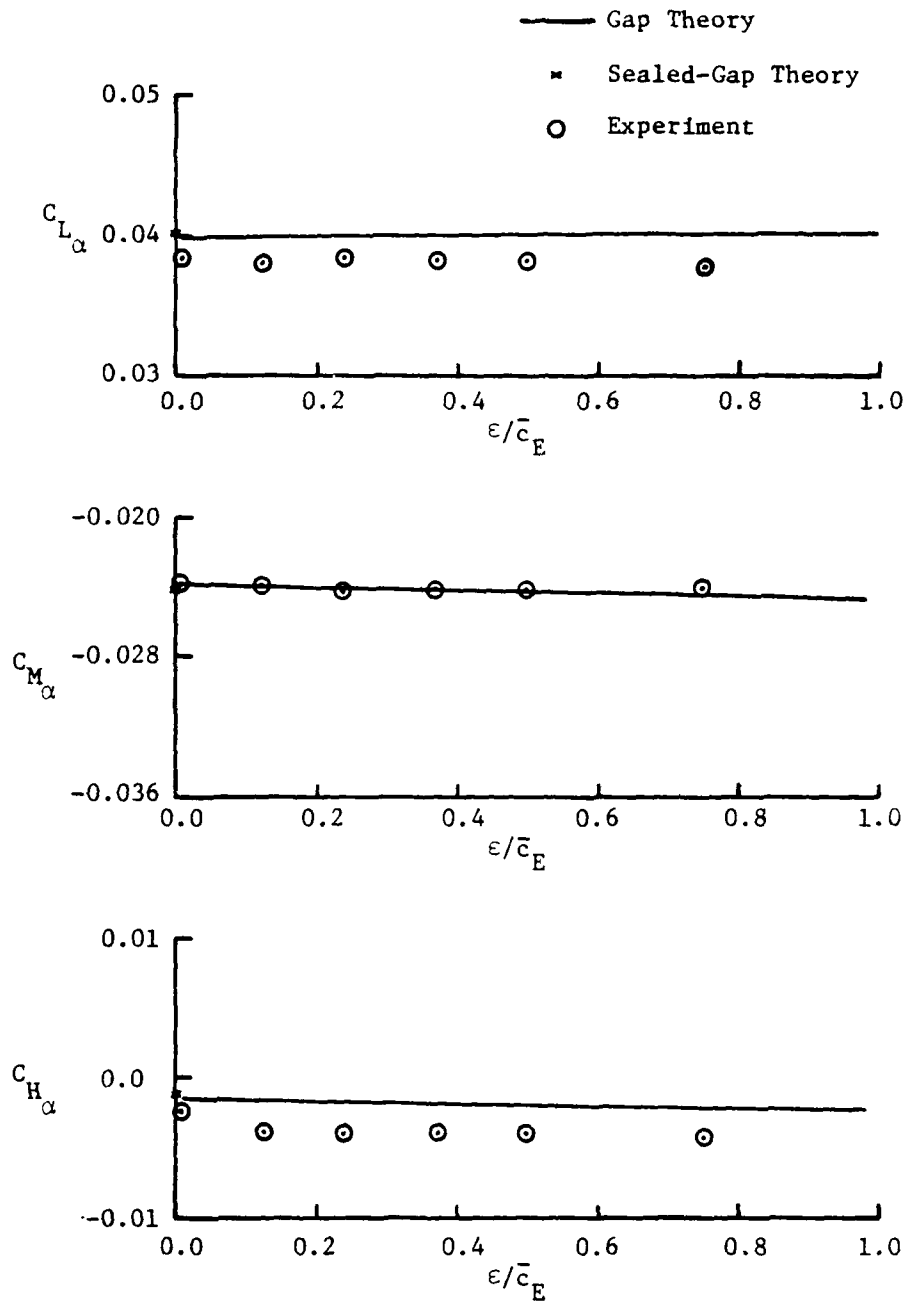 Gap Theory
Sealed-Gap Theory
Experiment
0.05
C_L_α
0.04
0.03
0.0 0.2 0.4 0.6 0.8 1.0
ε/c̄_E
-0.020
C_M_α
-0.028
-0.036
0.0 0.2 0.4 0.6 0.8 1.0
ε/c̄_E
0.01
C_H_α
0.0
-0.01
0.0 0.2 0.4 0.6 0.8 1.0
ε/c̄_E